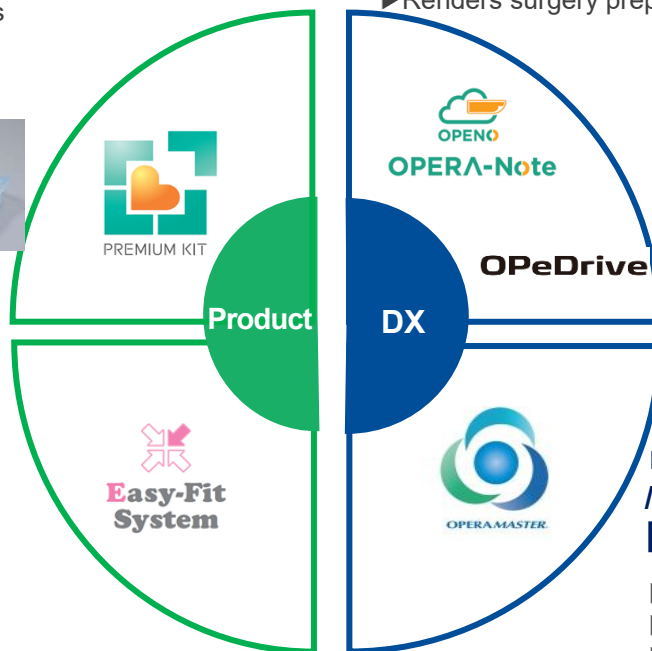 s
▶Renders surgery prep
OPENO
OPERA-Note
PREMIUM KIT
OPeDrive
Product
DX
Easy-Fit
System
OPERAMASTER